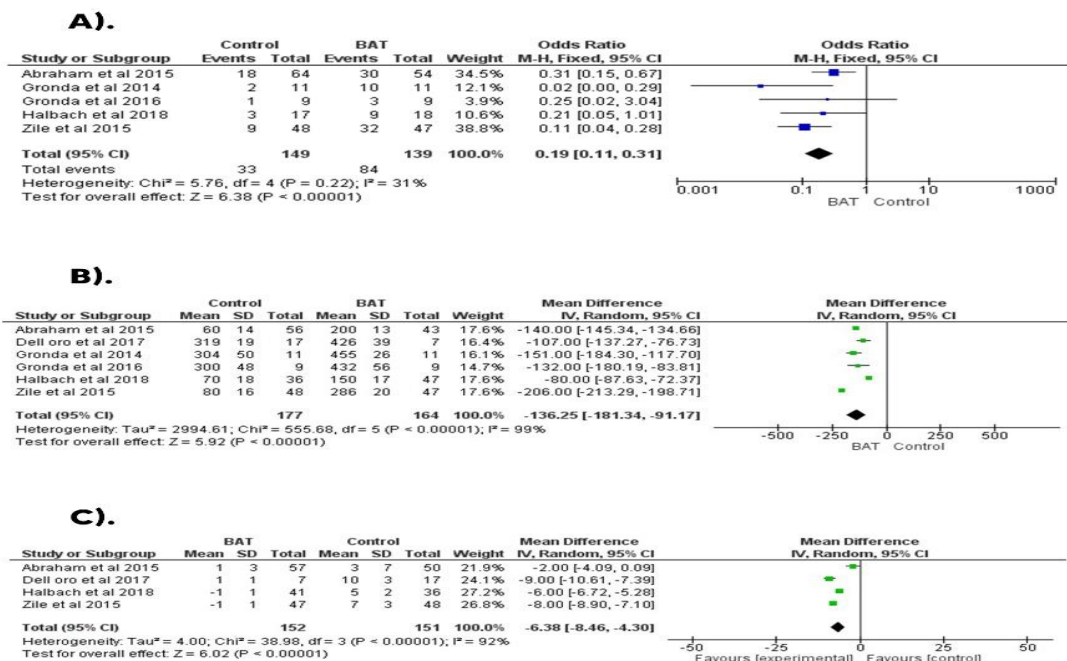 A).
Control BAT Odds Ratio Odds Ratio
Study or Subgroup Events Total Events Total Weight M-H, Fixed, 95% CI M-H, Fixed, 95% CI
Abraham et al 2015 18 64 30 54 34.5% 0.31 [0.15, 0.67]
Gronda et al 2014 2 11 10 11 12.1% 0.02 [0.00, 0.29]
Gronda et al 2016 1 9 3 9 3.9% 0.25 [0.02, 3.04]
Halbach et al 2018 3 17 9 18 10.6% 0.21 [0.05, 1.01]
Zile et al 2015 9 48 32 47 38.8% 0.11 [0.04, 0.28]
Total (95% CI) 149 139 100.0% 0.19 [0.11, 0.31]
Total events 33 84
Heterogeneity: Chi² = 5.76, df = 4 (P = 0.22); I² = 31%
Test for overall effect: Z = 6.38 (P < 0.00001)
0.001 0.1 1 10 1000
BAT Control
B).
Control BAT Mean Difference Mean Difference
Study or Subgroup Mean SD Total Mean SD Total Weight IV, Random, 95% CI IV, Random, 95% CI
Abraham et al 2015 60 14 56 200 13 43 17.6% -140.00 [-145.34, -134.66]
Dell oro et al 2017 319 19 17 426 39 7 16.4% -107.00 [-137.27, -76.73]
Gronda et al 2014 304 50 11 455 26 11 16.1% -151.00 [-184.30, -117.70]
Gronda et al 2016 300 48 9 432 56 9 14.7% -132.00 [-180.19, -83.81]
Halbach et al 2018 70 18 36 150 17 47 17.6% -80.00 [-87.63, -72.37]
Zile et al 2015 80 16 48 286 20 47 17.6% -206.00 [-213.29, -198.71]
Total (95% CI) 177 164 100.0% -136.25 [-181.34, -91.17]
Heterogeneity: Tau² = 2994.61; Chi² = 555.68, df = 5 (P < 0.00001); I² = 99%
Test for overall effect: Z = 5.92 (P < 0.00001)
-500 -250 0 250 500
BAT Control
C).
BAT Control Mean Difference Mean Difference
Study or Subgroup Mean SD Total Mean SD Total Weight IV, Random, 95% CI IV, Random, 95% CI
Abraham et al 2015 1 3 57 3 7 50 21.9% -2.00 [-4.09, 0.09]
Dell oro et al 2017 1 1 7 10 3 17 24.1% -9.00 [-10.61, -7.39]
Halbach et al 2018 -1 1 41 5 2 36 27.2% -6.00 [-6.72, -5.28]
Zile et al 2015 -1 1 47 7 3 48 26.8% -8.00 [-8.90, -7.10]
Total (95% CI) 152 151 100.0% -6.38 [-8.46, -4.30]
Heterogeneity: Tau² = 4.00; Chi² = 38.98, df = 3 (P < 0.00001); I² = 92%
Test for overall effect: Z = 6.02 (P < 0.00001)
-50 -25 0 25 50
Favours [experimental] Favours [control]